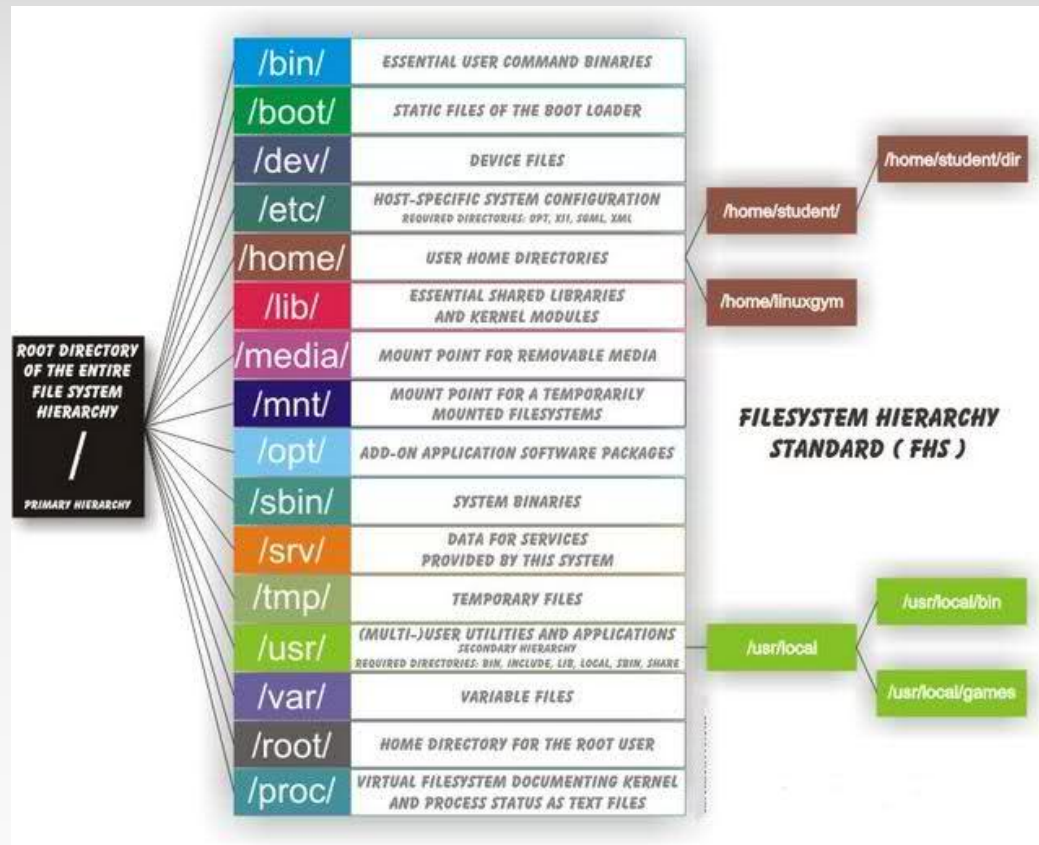 ROOT DIRECTORY
OF THE ENTIRE
FILE SYSTEM
HIERARCHY
/
PRIMARY HIERARCHY
/bin/
ESSENTIAL USER COMMAND BINARIES
/boot/
STATIC FILES OF THE BOOT LOADER
/dev/
DEVICE FILES
/etc/
HOST-SPECIFIC SYSTEM CONFIGURATION
REQUIRED DIRECTORIES: OPT, X11, SGML, XML
/home/
USER HOME DIRECTORIES
/lib/
ESSENTIAL SHARED LIBRARIES
AND KERNEL MODULES
/media/
MOUNT POINT FOR REMOVABLE MEDIA
/mnt/
MOUNT POINT FOR A TEMPORARILY
MOUNTED FILESYSTEMS
/opt/
ADD-ON APPLICATION SOFTWARE PACKAGES
/sbin/
SYSTEM BINARIES
/srv/
DATA FOR SERVICES
PROVIDED BY THIS SYSTEM
/tmp/
TEMPORARY FILES
/usr/
(MULTI-)USER UTILITIES AND APPLICATIONS
SECONDARY HIERARCHY
REQUIRED DIRECTORIES: BIN, INCLUDE, LIB, LOCAL, SBIN, SHARE
/var/
VARIABLE FILES
/root/
HOME DIRECTORY FOR THE ROOT USER
/proc/
VIRTUAL FILESYSTEM DOCUMENTING KERNEL
AND PROCESS STATUS AS TEXT FILES
/home/student/
/home/student/dir
/home/linuxgym
FILESYSTEM HIERARCHY
STANDARD ( FHS )
/usr/local
/usr/local/bin
/usr/local/games